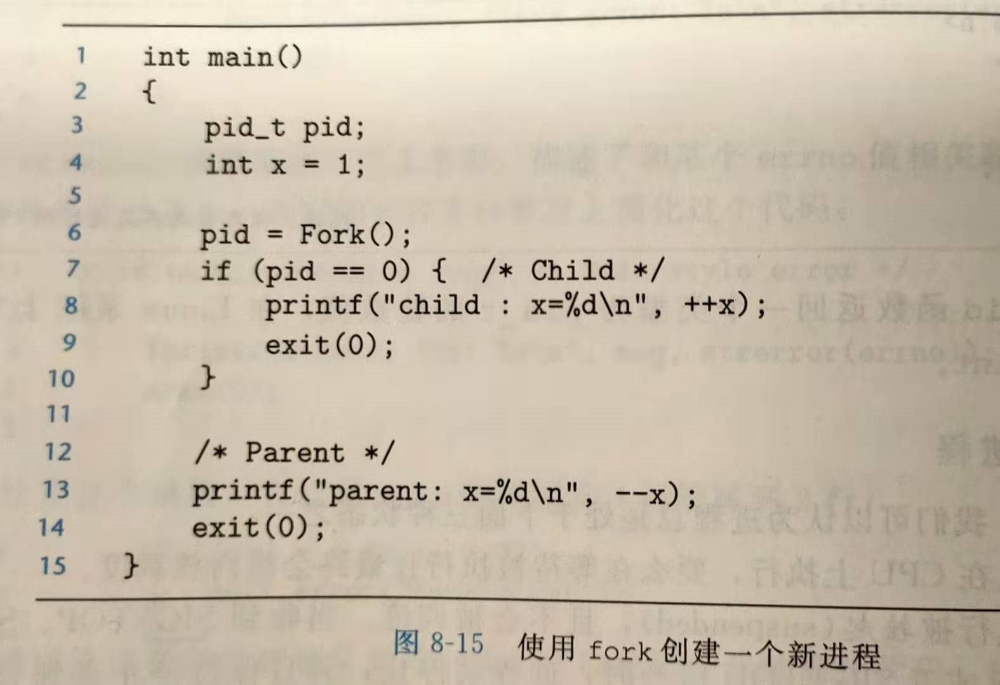 1 int main()
2 {
3 pid_t pid;
4 int x = 1;
5
6 pid = Fork();
7 if (pid == 0) { /* Child */
8 printf("child : x=%d\n", ++x);
9 exit(0);
10 }
11
12 /* Parent */
13 printf("parent: x=%d\n", --x);
14 exit(0);
15 }
图 8-15 使用 fork 创建一个新进程